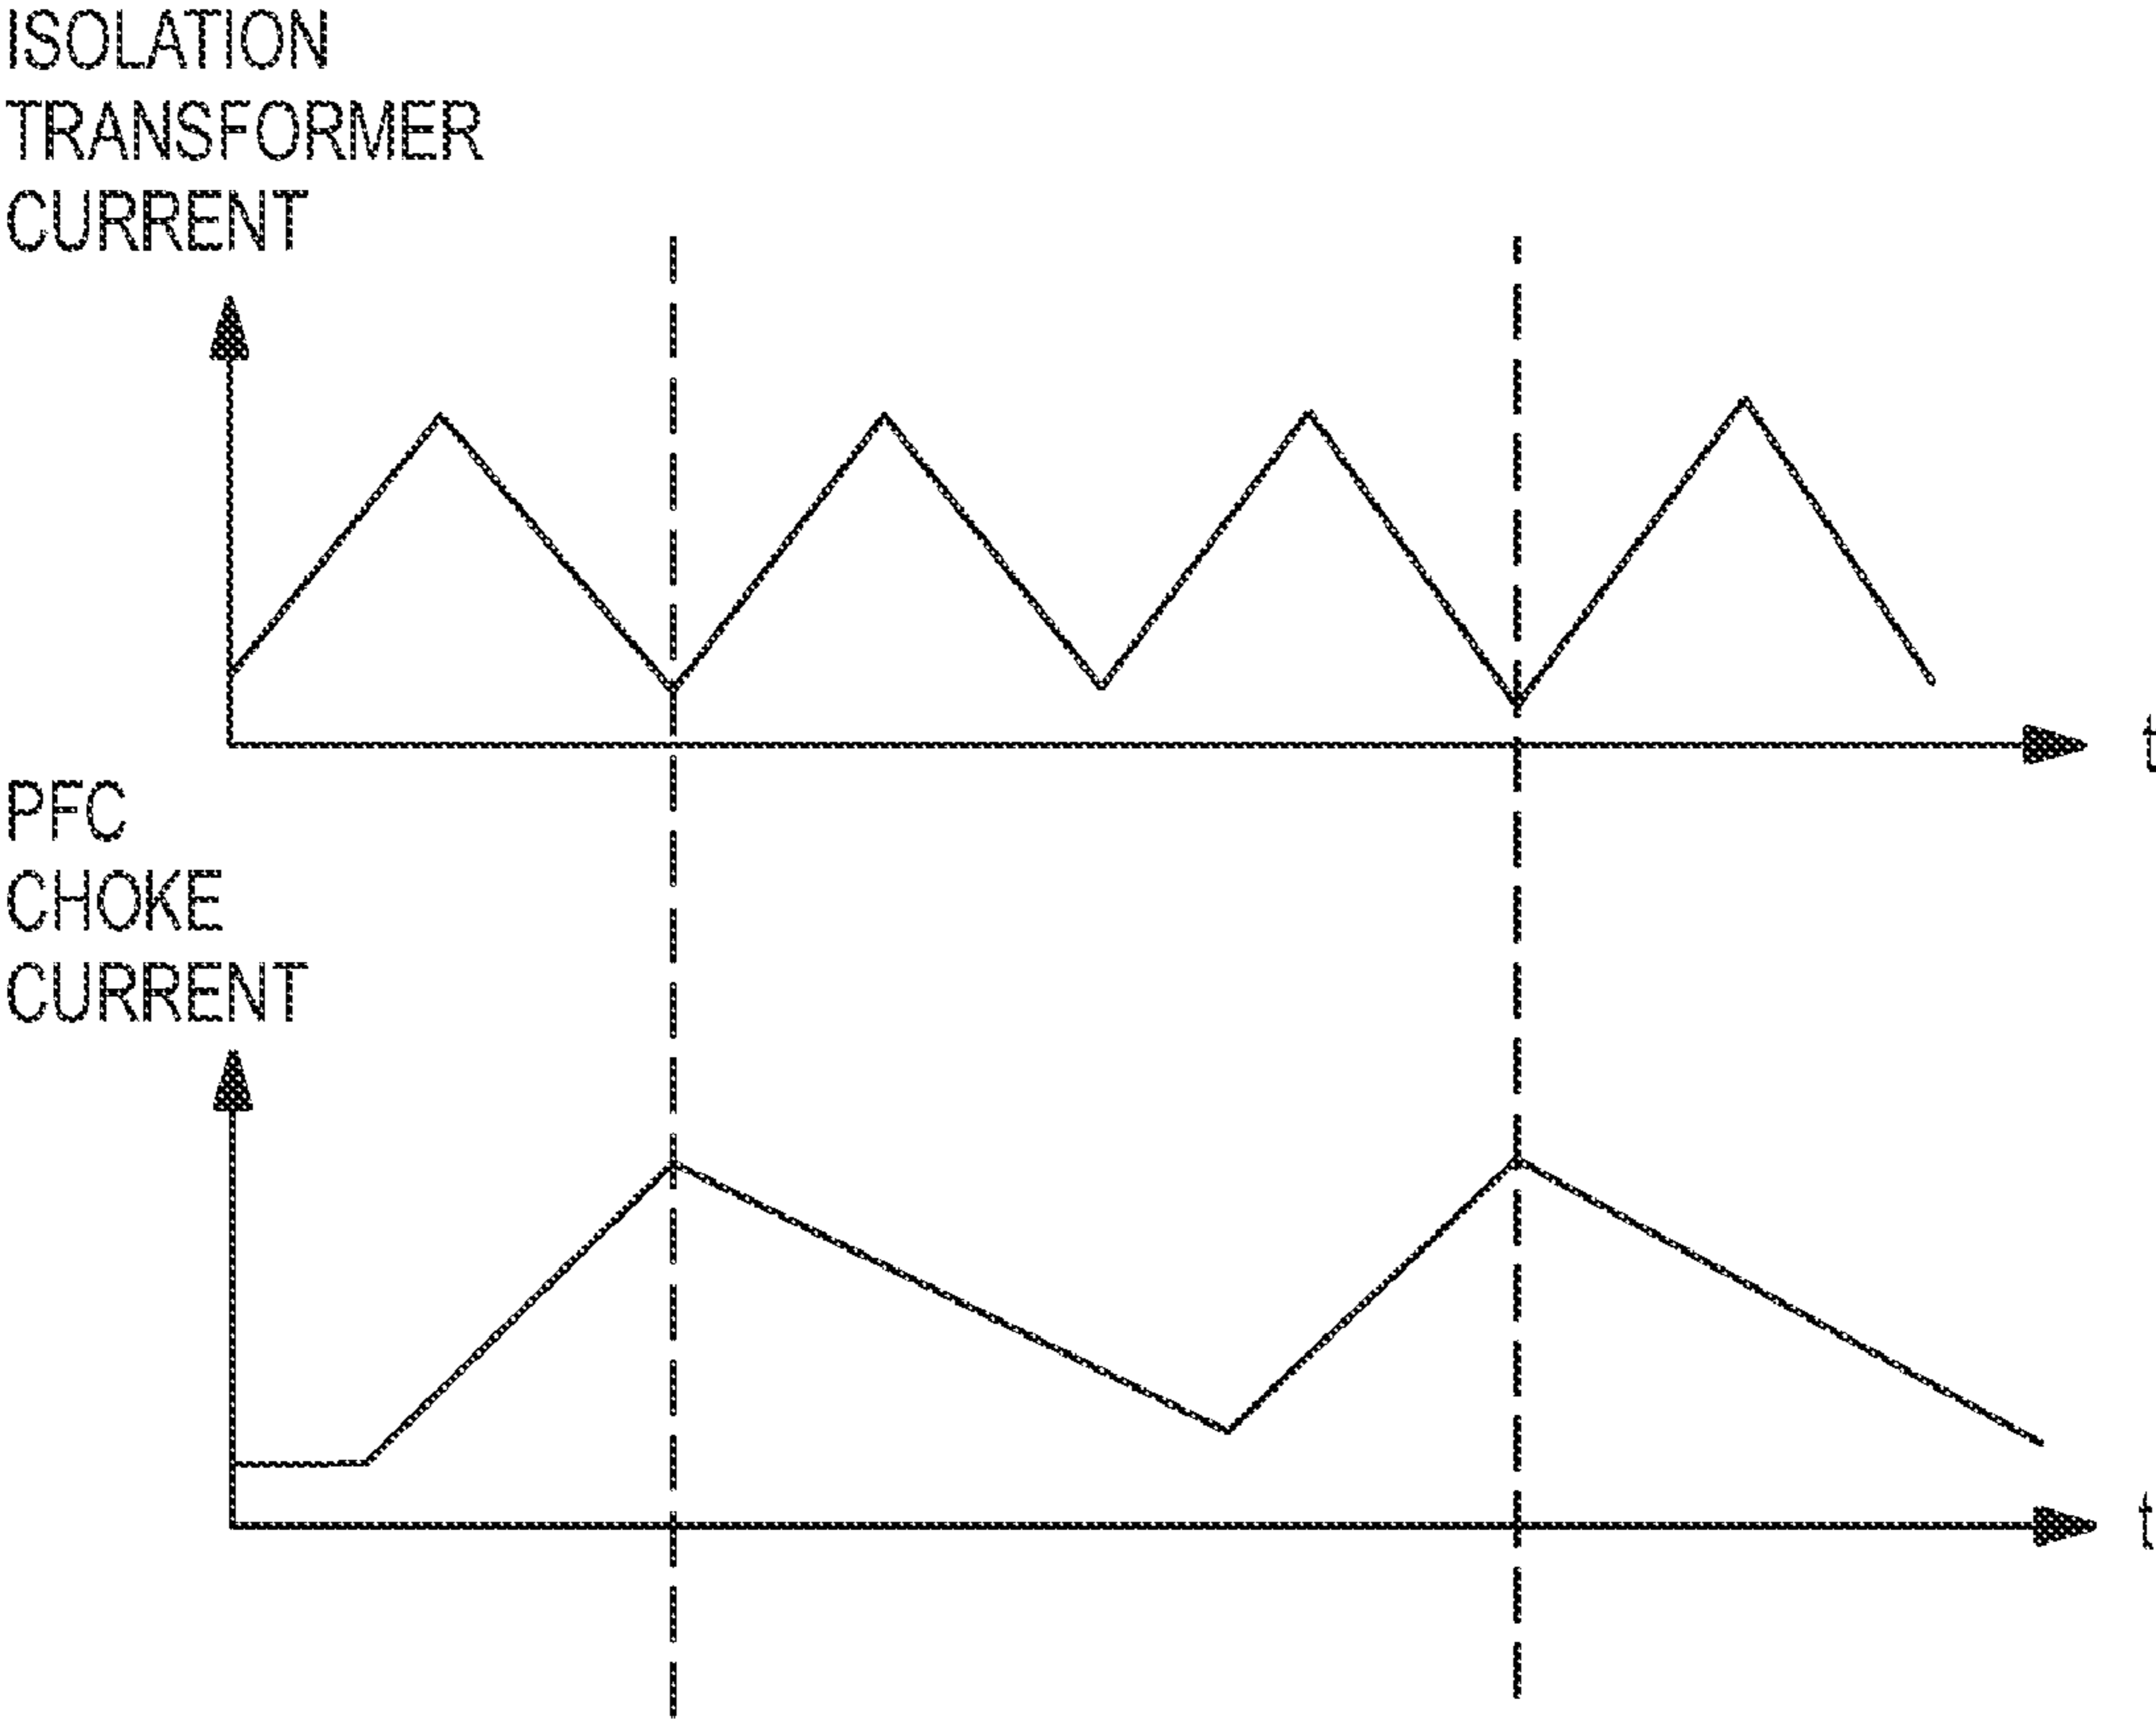 ISOLATION
TRANSFORMER
CURRENT
t
PFC
CHOKE
CURRENT
t